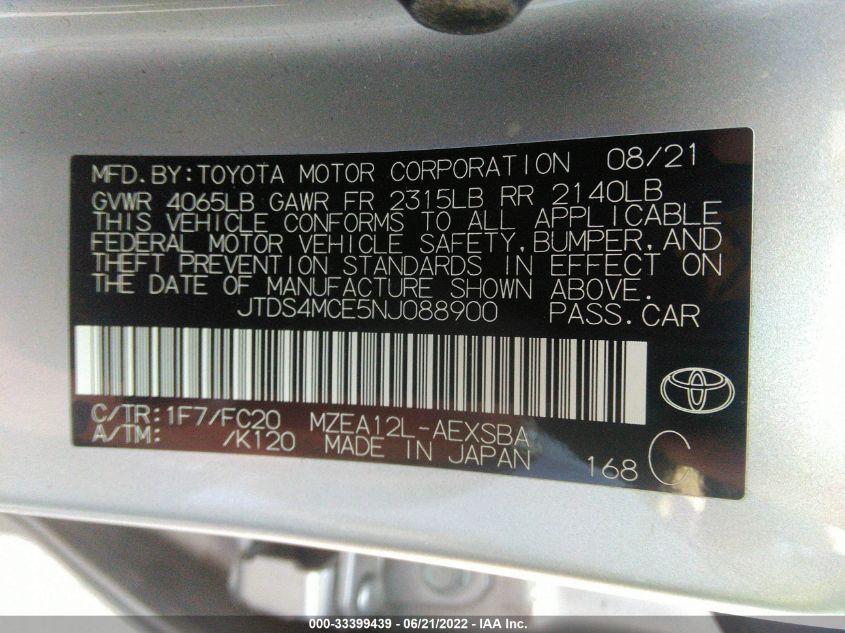 MFD. BY: TOYOTA MOTOR CORPORATION 08/21
GVWR 4065LB GAWR FR 2315LB RR 2140LB
THIS VEHICLE CONFORMS TO ALL APPLICABLE
FEDERAL MOTOR VEHICLE SAFETY, BUMPER, AND
THEFT PREVENTION STANDARDS IN EFFECT ON
THE DATE OF MANUFACTURE SHOWN ABOVE.
JTDS4MCE5NJ088900 PASS. CAR
C/TR: 1F7/FC20 MZEA12L-AEXSBA
A/TM: /K120 MADE IN JAPAN 168 C
000-33399439 - 06/21/2022 - IAA Inc.